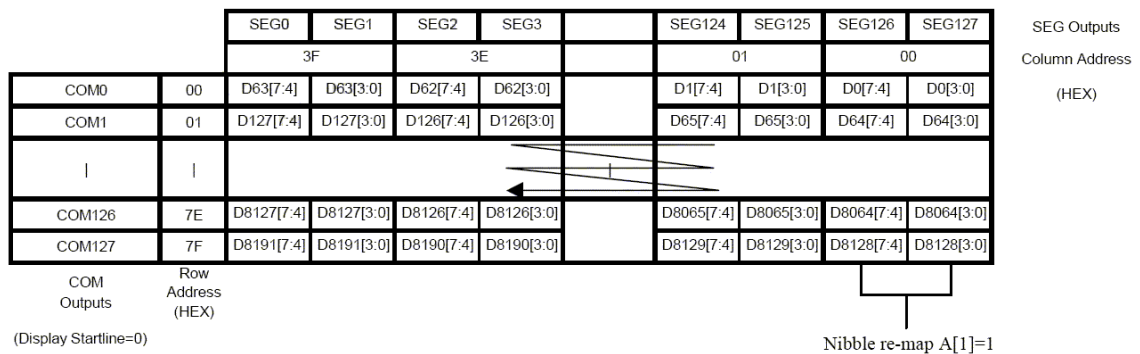 SEG0 SEG1 SEG2 SEG3 SEG124 SEG125 SEG126 SEG127 SEG Outputs
3F 3E 01 00 Column Address
(HEX)
COM0 00 D63[7:4] D63[3:0] D62[7:4] D62[3:0] D1[7:4] D1[3:0] D0[7:4] D0[3:0]
COM1 01 D127[7:4] D127[3:0] D126[7:4] D126[3:0] D65[7:4] D65[3:0] D64[7:4] D64[3:0]
| | |
COM126 7E D8127[7:4] D8127[3:0] D8126[7:4] D8126[3:0] D8065[7:4] D8065[3:0] D8064[7:4] D8064[3:0]
COM127 7F D8191[7:4] D8191[3:0] D8190[7:4] D8190[3:0] D8129[7:4] D8129[3:0] D8128[7:4] D8128[3:0]
COM
Outputs
Row
Address
(HEX)
(Display Startline=0)
Nibble re-map A[1]=1